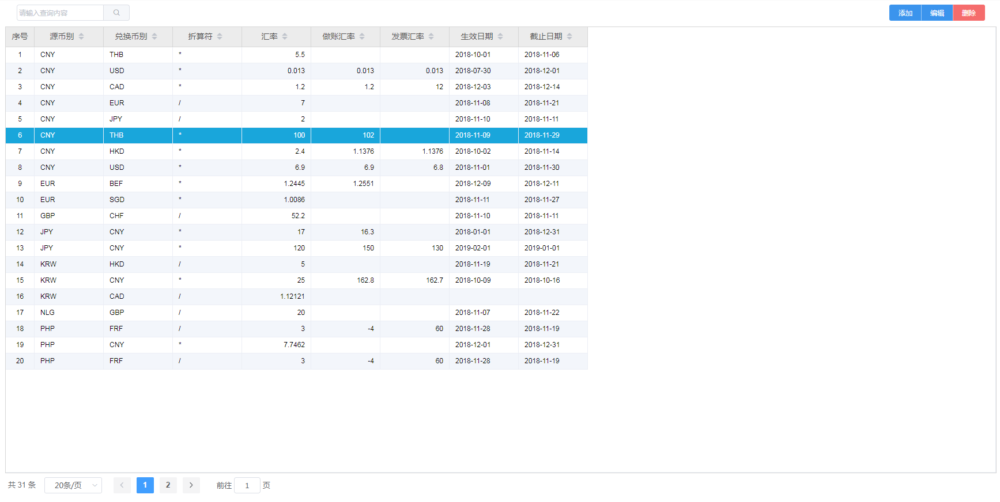 请输入查询内容 添加 编辑 删除
序号 源币别 兑换币别 折算符 汇率 做账汇率 发票汇率 生效日期 截止日期
1 CNY THB * 5.5 2018-10-01 2018-11-06
2 CNY USD * 0.013 0.013 0.013 2018-07-30 2018-12-01
3 CNY CAD * 1.2 1.2 12 2018-12-03 2018-12-14
4 CNY EUR / 7 2018-11-08 2018-11-21
5 CNY JPY / 2 2018-11-10 2018-11-11
6 CNY THB * 100 102 2018-11-09 2018-11-29
7 CNY HKD * 2.4 1.1376 1.1376 2018-10-02 2018-11-14
8 CNY USD * 6.9 6.9 6.8 2018-11-01 2018-11-30
9 EUR BEF * 1.2445 1.2551 2018-12-09 2018-12-11
10 EUR SGD * 1.0086 2018-11-11 2018-11-27
11 GBP CHF / 52.2 2018-11-10 2018-11-11
12 JPY CNY * 17 16.3 2018-01-01 2018-12-31
13 JPY CNY * 120 150 130 2019-02-01 2019-01-01
14 KRW HKD / 5 2018-11-19 2018-11-21
15 KRW CNY * 25 162.8 162.7 2018-10-09 2018-10-16
16 KRW CAD / 1.12121
17 NLG GBP / 20 2018-11-07 2018-11-22
18 PHP FRF / 3 -4 60 2018-11-28 2018-11-19
19 PHP CNY * 7.7462 2018-12-01 2018-12-31
20 PHP FRF / 3 -4 60 2018-11-28 2018-11-19
共 31 条 20条/页 1 2 前往 1 页